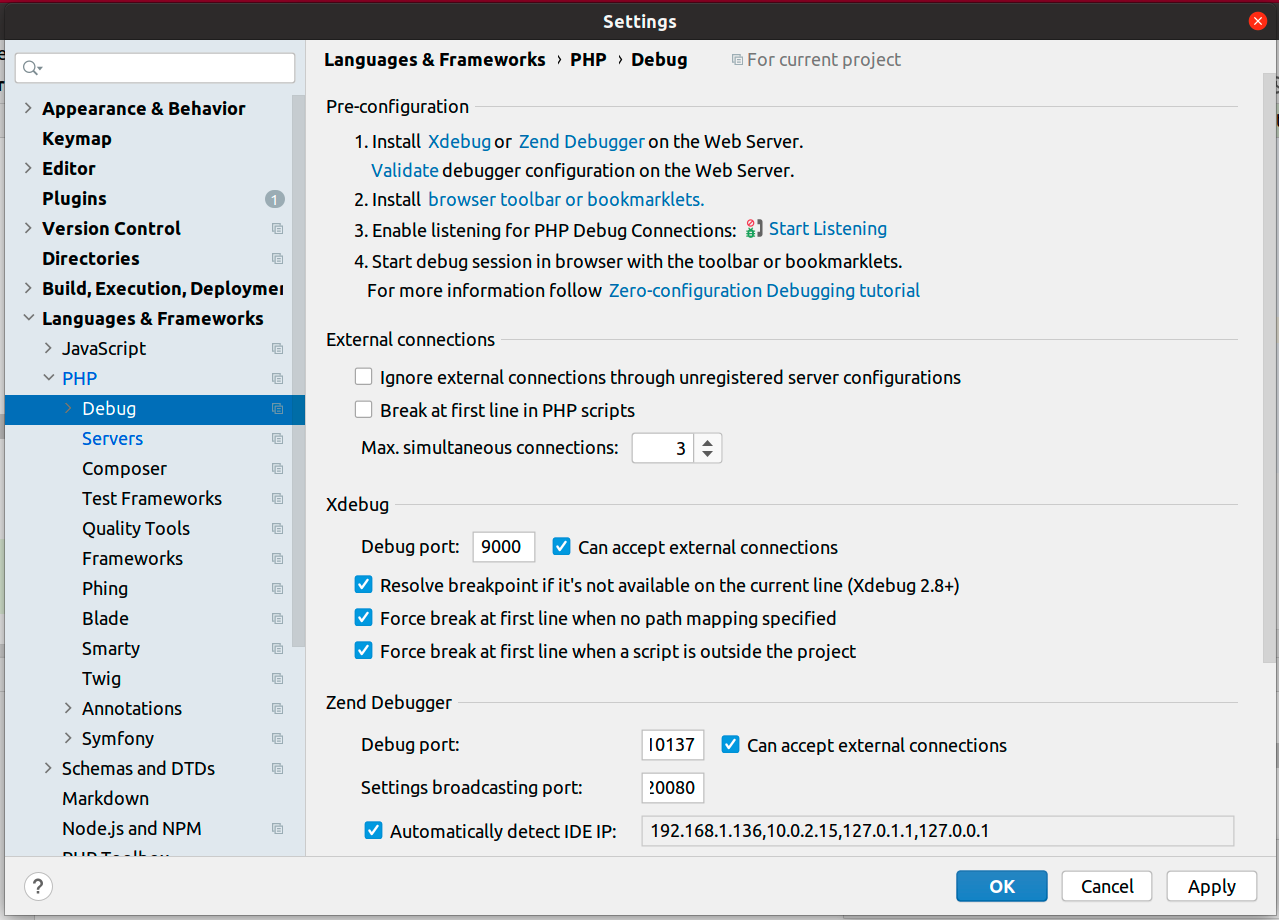 Settings
Appearance & Behavior
Keymap
Editor
Plugins 1
Version Control
Directories
Build, Execution, Deploymer
Languages & Frameworks
JavaScript
PHP
Debug
Servers
Composer
Test Frameworks
Quality Tools
Frameworks
Phing
Blade
Smarty
Twig
Annotations
Symfony
Schemas and DTDs
Markdown
Node.js and NPM
PHP Toolbox
Languages & Frameworks › PHP › Debug For current project
Pre-configuration
1. Install Xdebug or Zend Debugger on the Web Server.
Validate debugger configuration on the Web Server.
2. Install browser toolbar or bookmarklets.
3. Enable listening for PHP Debug Connections: Start Listening
4. Start debug session in browser with the toolbar or bookmarklets.
For more information follow Zero-configuration Debugging tutorial
External connections
Ignore external connections through unregistered server configurations
Break at first line in PHP scripts
Max. simultaneous connections: 3
Xdebug
Debug port: 9000 Can accept external connections
Resolve breakpoint if it's not available on the current line (Xdebug 2.8+)
Force break at first line when no path mapping specified
Force break at first line when a script is outside the project
Zend Debugger
Debug port: 10137 Can accept external connections
Settings broadcasting port: 20080
Automatically detect IDE IP: 192.168.1.136,10.0.2.15,127.0.1.1,127.0.0.1
? OK Cancel Apply